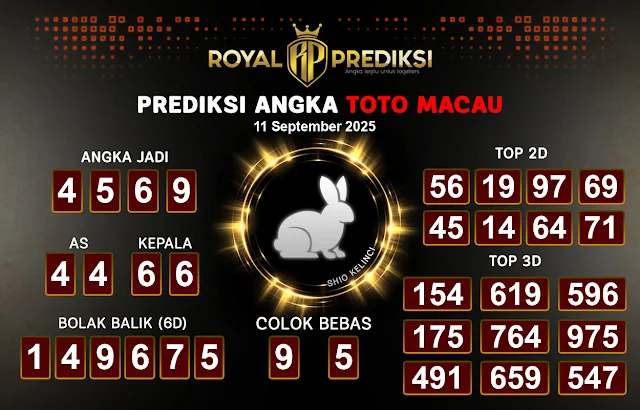 ROYAL RP PREDIKSI
Angka terjitu untuk togellers
PREDIKSI ANGKA TOTO MACAU
11 September 2025
ANGKA JADI
4 5 6 9
AS KEPALA
4 4 6 6
BOLAK BALIK (6D)
1 4 9 6 7 5
SHIO KELINCI
COLOK BEBAS
9 5
TOP 2D
56 19 97 69
45 14 64 71
TOP 3D
154 619 596
175 764 975
491 659 547